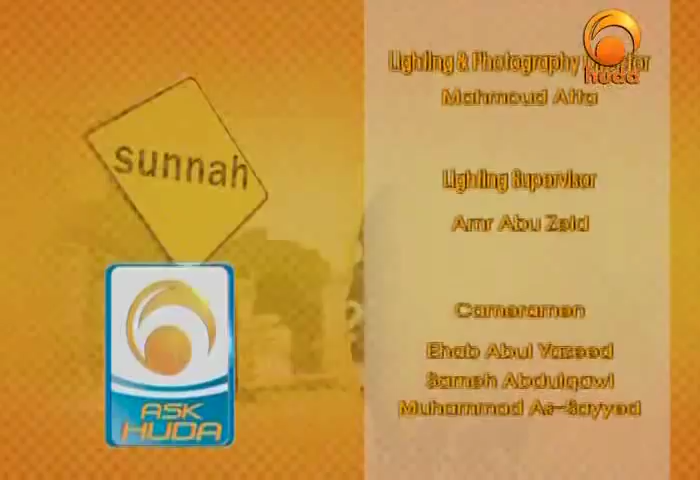 sunnah
ASK
HUDA
huda
Lighting & Photography
Mahmoud Atta
Lighting Supervisor
Amr Abu Zeid
Cameramen
Ehab Abul Yazeed
Sameh Abdulqawi
Muhammad As-Sayyed